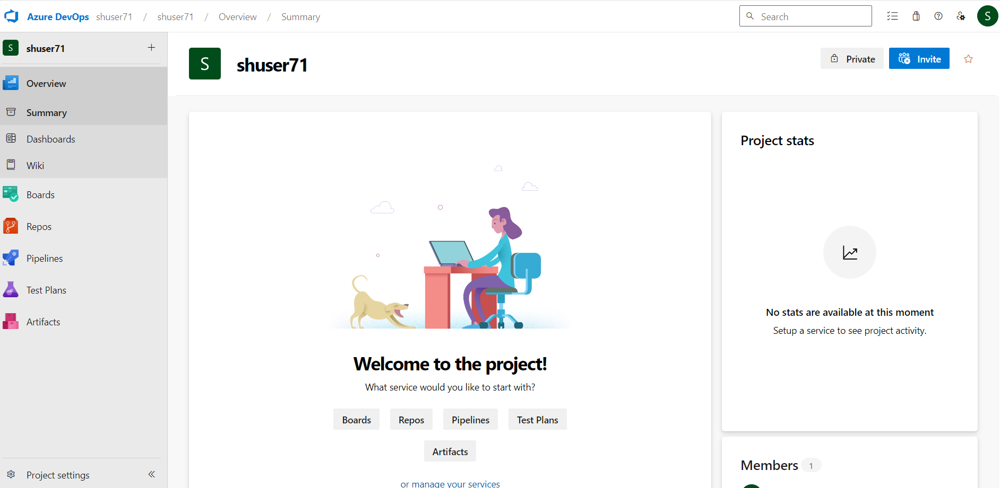 Azure DevOps shuser71 / shuser71 / Overview / Summary
Search
S
S shuser71 +
Overview
Summary
Dashboards
Wiki
Boards
Repos
Pipelines
Test Plans
Artifacts
Project settings
S shuser71
Private
Invite
Welcome to the project!
What service would you like to start with?
Boards Repos Pipelines Test Plans
Artifacts
or manage your services
Project stats
No stats are available at this moment
Setup a service to see project activity.
Members 1